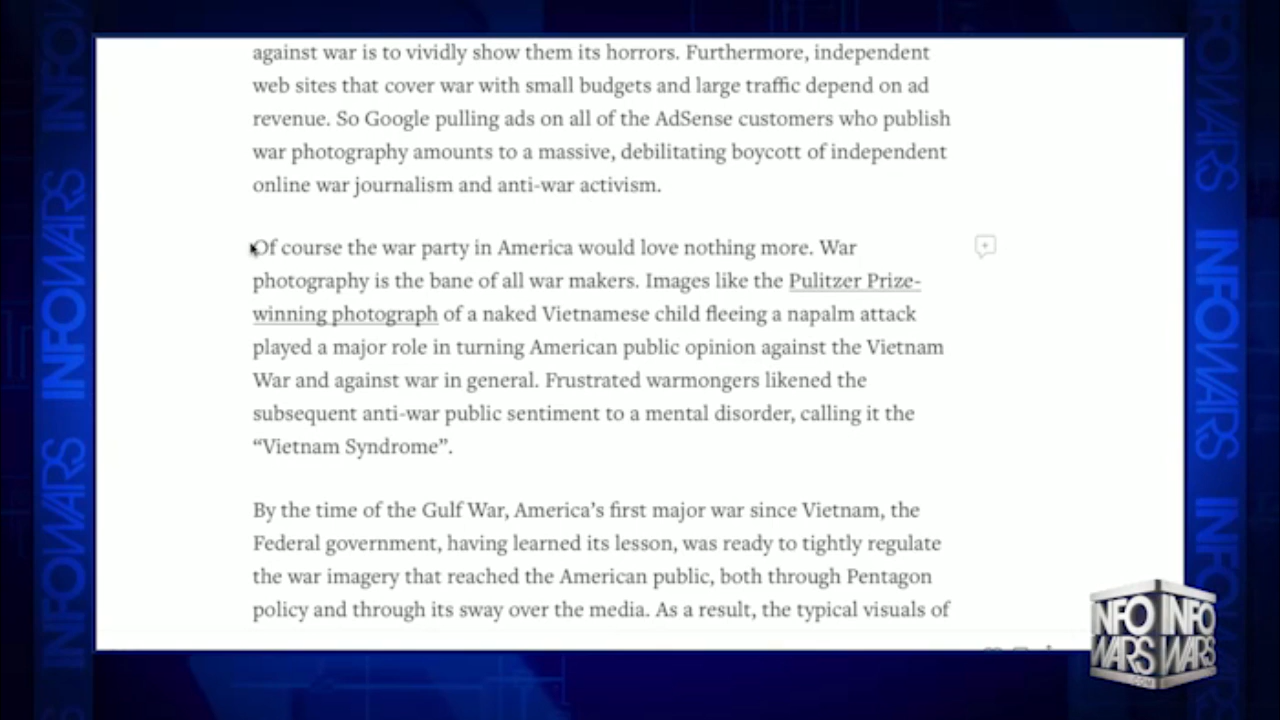 against war is to vividly show them its horrors. Furthermore, independent
web sites that cover war with small budgets and large traffic depend on ad
revenue. So Google pulling ads on all of the AdSense customers who publish
war photography amounts to a massive, debilitating boycott of independent
online war journalism and anti-war activism.
Of course the war party in America would love nothing more. War
photography is the bane of all war makers. Images like the Pulitzer Prize-
winning photograph of a naked Vietnamese child fleeing a napalm attack
played a major role in turning American public opinion against the Vietnam
War and against war in general. Frustrated warmongers likened the
subsequent anti-war public sentiment to a mental disorder, calling it the
“Vietnam Syndrome”.
By the time of the Gulf War, America’s first major war since Vietnam, the
Federal government, having learned its lesson, was ready to tightly regulate
the war imagery that reached the American public, both through Pentagon
policy and through its sway over the media. As a result, the typical visuals of
INFOWARS
INFOWARS
INFOWARS
INFOWARS
INFO INFO
WARS WARS
.COM